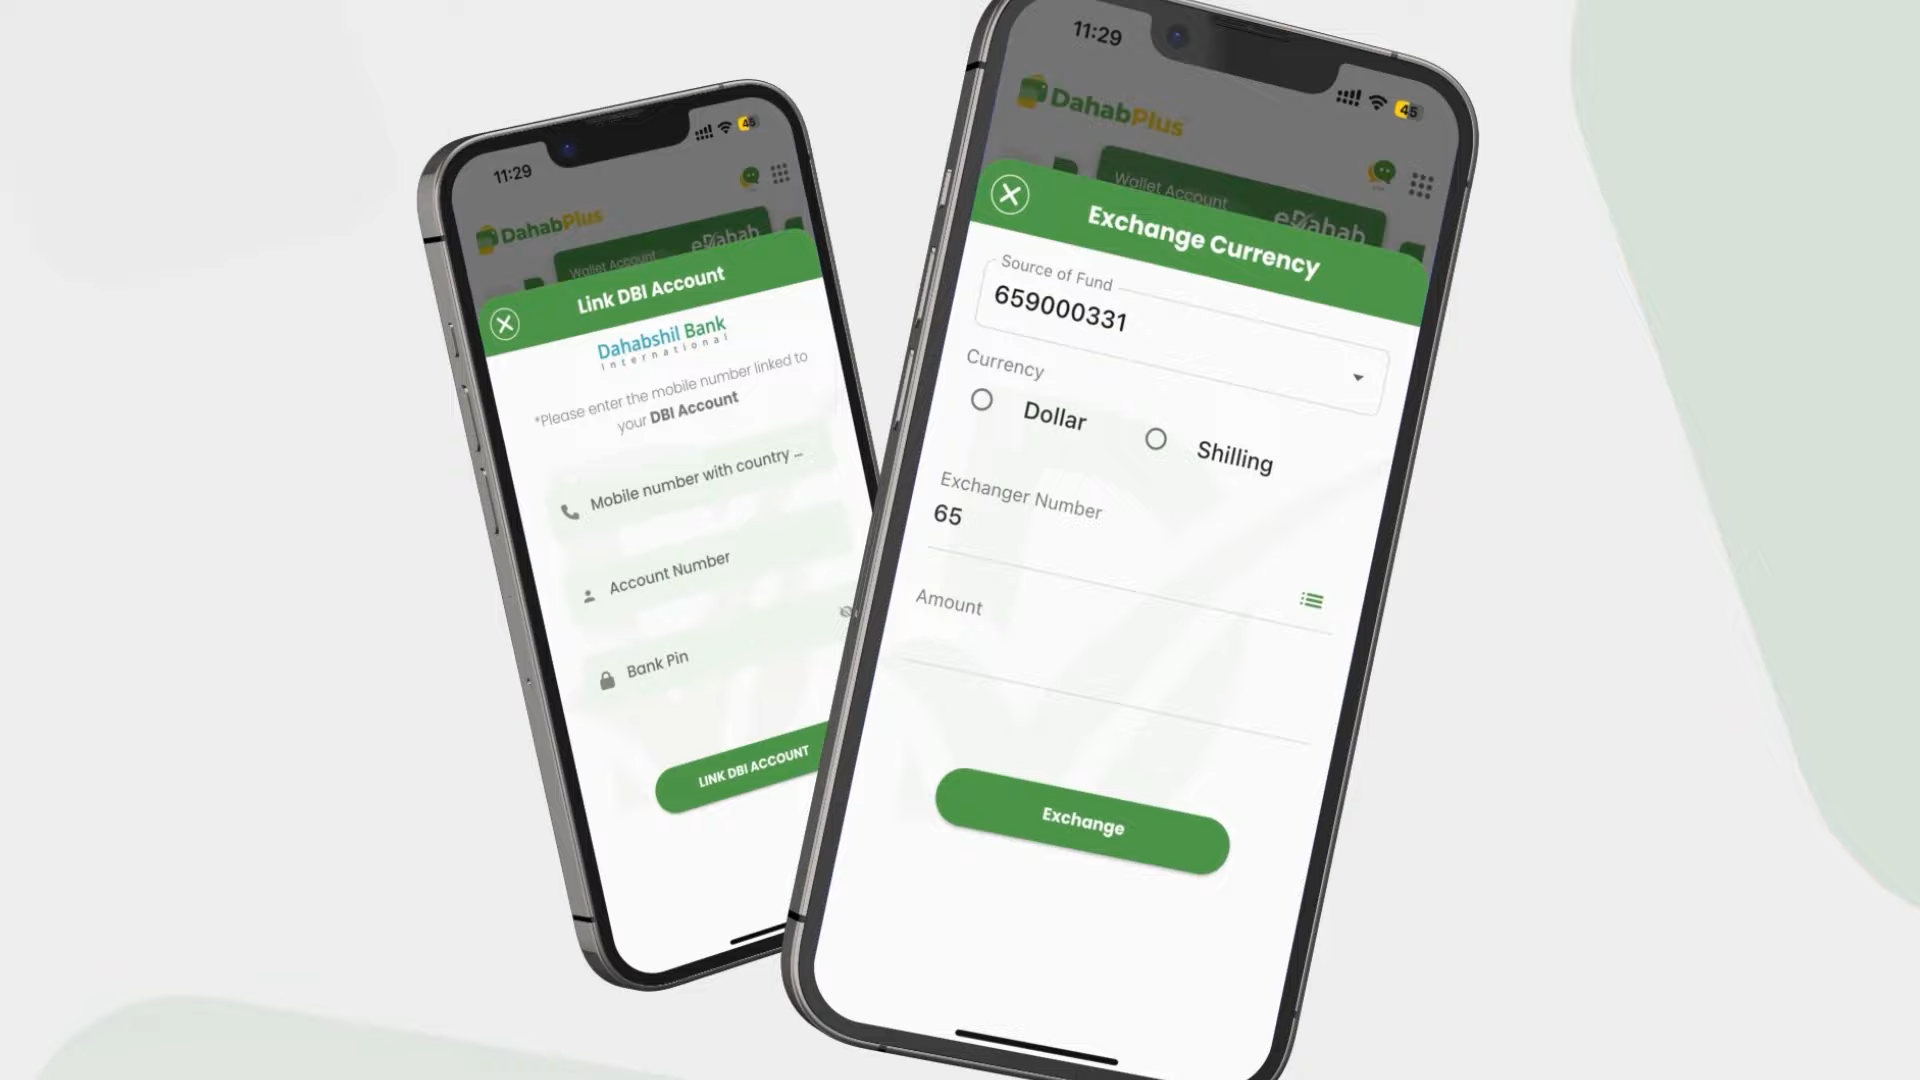 11:29
45
DahabPlus
Wallet Account
eDahab
Link DBI Account
Dahabshil Bank
International
*Please enter the mobile number linked to
your DBI Account
Mobile number with country ...
Account Number
Bank Pin
LINK DBI ACCOUNT
11:29
45
DahabPlus
Wallet Account
eDahab
Exchange Currency
Source of Fund
659000331
Currency
Dollar
Shilling
Exchanger Number
65
Amount
Exchange